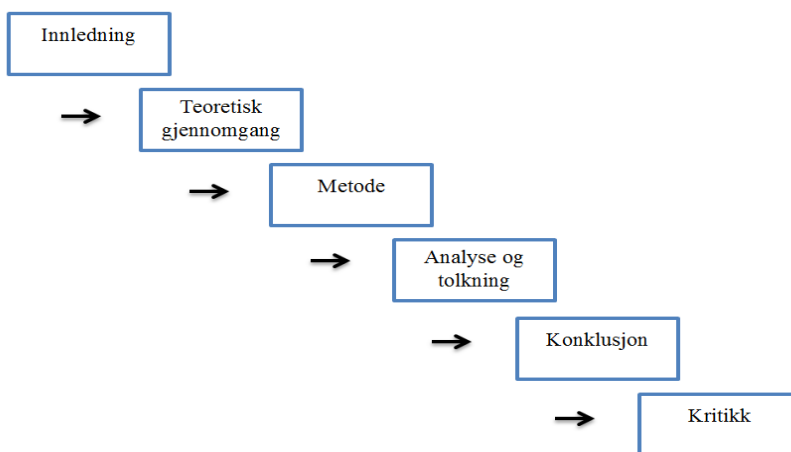 Innledning
Teoretisk
gjennomgang
Metode
Analyse og
tolkning
Konklusjon
Kritikk